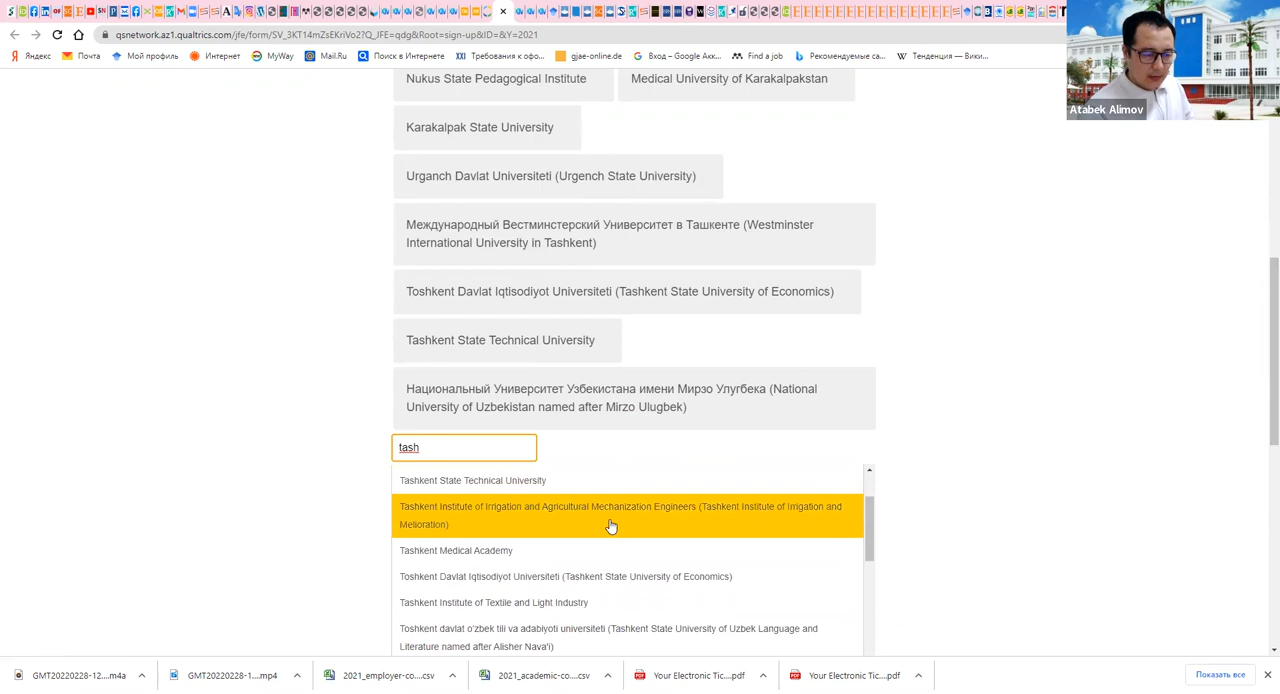 qsnetwork.az1.qualtrics.com/jfe/form/SV_3KT14mZsEKriVo2?Q_JFE=qdg&Root=sign-up&ID=&Y=2021
Яндекс Почта Мой профиль Интернет MyWay Mail.Ru Поиск в Интернете Требования к офо... gjae-online.de Вход – Google Акк... Find a job Рекомендуемые са... Тенденция — Вики...
Atabek Alimov
Nukus State Pedagogical Institute Medical University of Karakalpakstan
Karakalpak State University
Urganch Davlat Universiteti (Urgench State University)
Международный Вестминстерский Университет в Ташкенте (Westminster
International University in Tashkent)
Toshkent Davlat Iqtisodiyot Universiteti (Tashkent State University of Economics)
Tashkent State Technical University
Национальный Университет Узбекистана имени Мирзо Улугбека (National
University of Uzbekistan named after Mirzo Ulugbek)
tash
Tashkent State Technical University
Tashkent Institute of Irrigation and Agricultural Mechanization Engineers (Tashkent Institute of Irrigation and
Melioration)
Tashkent Medical Academy
Toshkent Davlat Iqtisodiyot Universiteti (Tashkent State University of Economics)
Tashkent Institute of Textile and Light Industry
Toshkent davlat o'zbek tili va adabiyoti universiteti (Tashkent State University of Uzbek Language and
Literature named after Alisher Nava'i)
GMT20220228-12....m4a GMT20220228-1....mp4 2021_employer-co....csv 2021_academic-co....csv Your Electronic Tic....pdf Your Electronic Tic....pdf Показать все